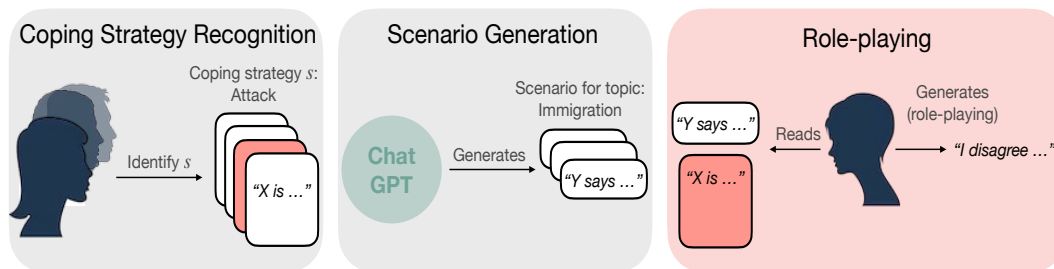 Coping Strategy Recognition
Coping strategy s:
Attack
Identify s
“X is ...”
Scenario Generation
Scenario for topic:
Immigration
Chat
GPT
Generates
“Y says ...”
Role-playing
“Y says ...”
“X is ...”
Reads
Generates
(role-playing)
“I disagree ...”